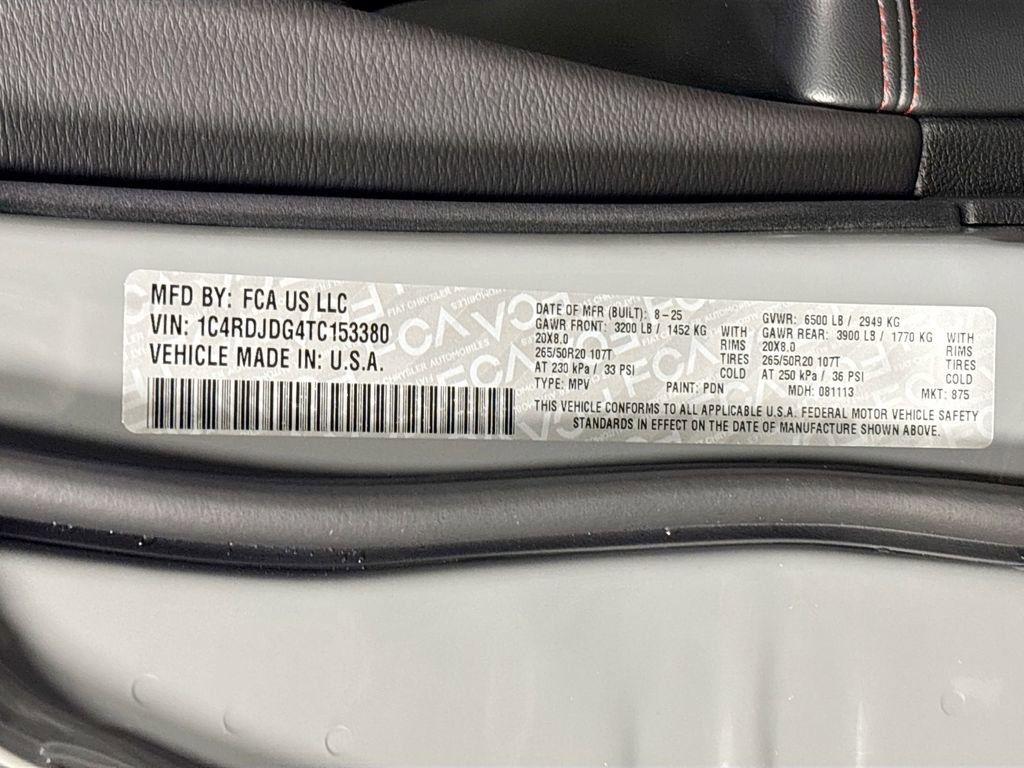 MFD BY: FCA US LLC
VIN: 1C4RDJDG4TC153380
VEHICLE MADE IN: U.S.A.
DATE OF MFR (BUILT): 8-25
GAWR FRONT: 3200 LB / 1452 KG WITH
20X8.0 RIMS
265/50R20 107T TIRES
AT 230 kPa / 33 PSI COLD
TYPE: MPV PAINT: PDN
GVWR: 6500 LB / 2949 KG
GAWR REAR: 3900 LB / 1770 KG WITH
20X8.0 RIMS
265/50R20 107T TIRES
AT 250 kPa / 36 PSI COLD
MDH: 081113 MKT: 875
THIS VEHICLE CONFORMS TO ALL APPLICABLE U.S.A. FEDERAL MOTOR VEHICLE SAFETY
STANDARDS IN EFFECT ON THE DATE OF MANUFACTURE SHOWN ABOVE.
FCA
FIAT CHRYSLER AUTOMOBILES